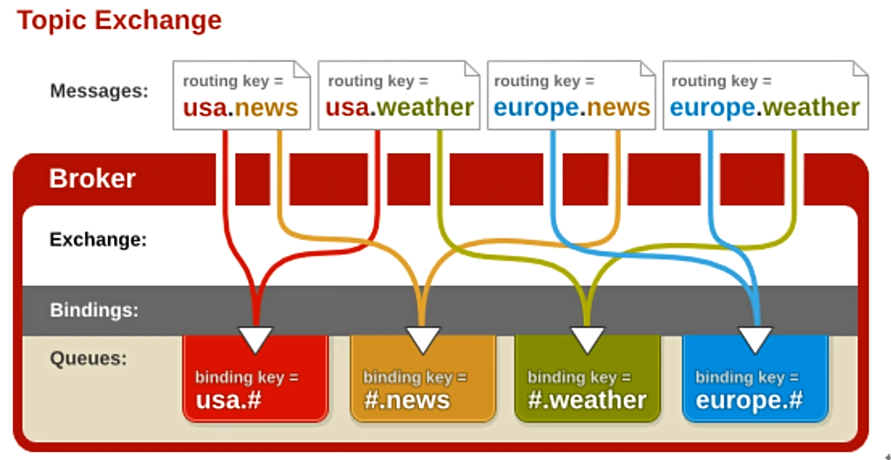 Topic Exchange
Messages:
routing key =
usa.news
routing key =
usa.weather
routing key =
europe.news
routing key =
europe.weather
Broker
Exchange:
Bindings:
Queues:
binding key =
usa.#
binding key =
#.news
binding key =
#.weather
binding key =
europe.#